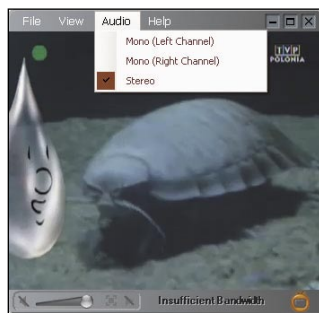 File View Audio Help
Mono (Left Channel)
Mono (Right Channel)
Stereo
TVP
POLONIA
Insufficient Bandwidth